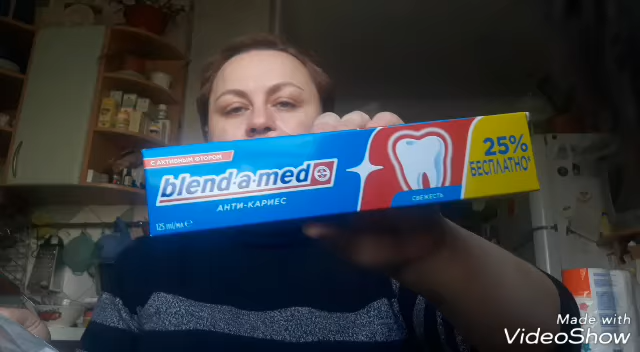 С АКТИВНЫМ ФТОРОМ
blend-a-med
АНТИ-КАРИЕС
125 ml/мл e
СВЕЖЕСТЬ
25%
БЕСПЛАТНО*
Made with
VideoShow